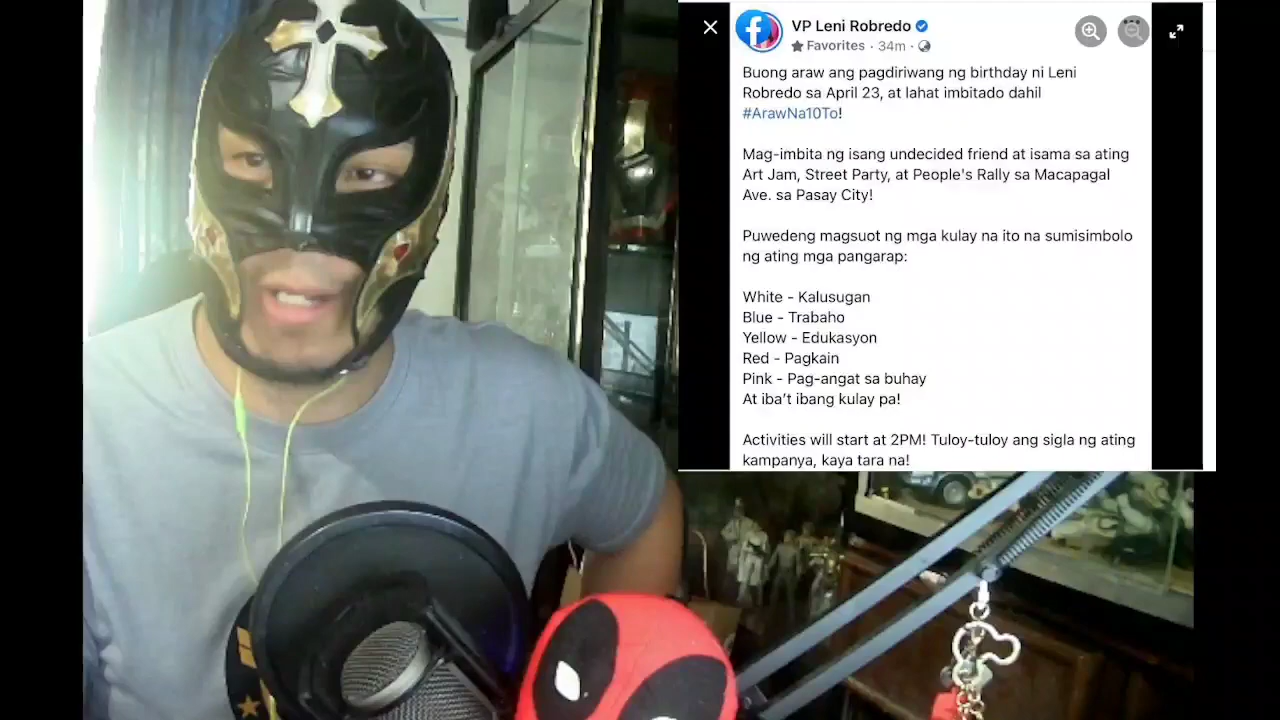 VP Leni Robredo
Favorites · 34m ·
Buong araw ang pagdiriwang ng birthday ni Leni
Robredo sa April 23, at lahat imbitado dahil
#ArawNa10To!
Mag-imbita ng isang undecided friend at isama sa ating
Art Jam, Street Party, at People's Rally sa Macapagal
Ave. sa Pasay City!
Puwedeng magsuot ng mga kulay na ito na sumisimbolo
ng ating mga pangarap:
White - Kalusugan
Blue - Trabaho
Yellow - Edukasyon
Red - Pagkain
Pink - Pag-angat sa buhay
At iba't ibang kulay pa!
Activities will start at 2PM! Tuloy-tuloy ang sigla ng ating
kampanya, kaya tara na!